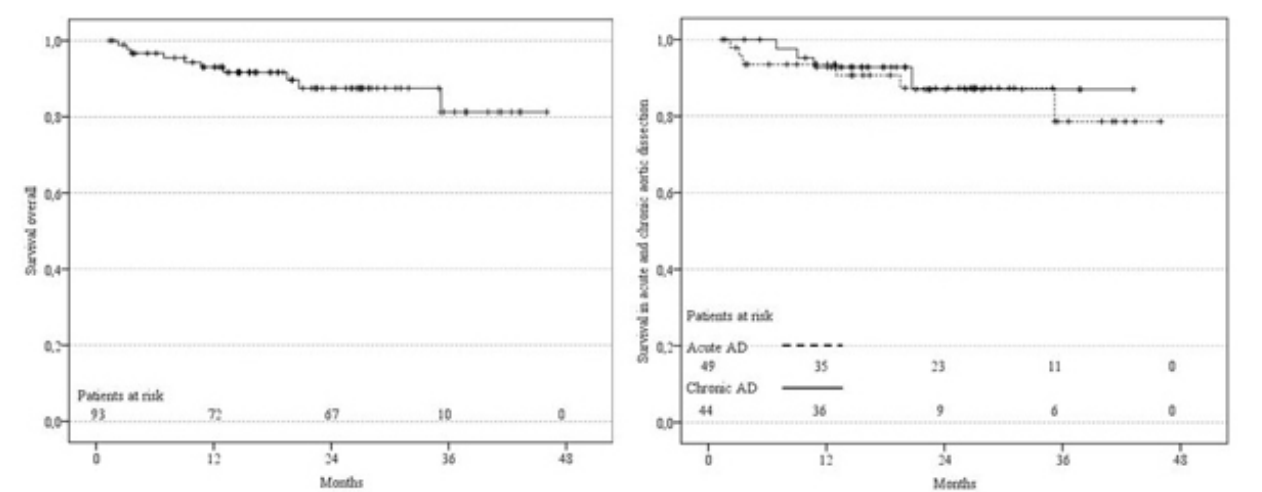 1,0
0,8
0,6
0,4
0,2
0,0
Survival overall
Patients at risk
93 72 67 10 0
0 12 24 36 48
Months
1,0
0,8
0,6
0,4
0,2
0,0
Survival in acute and chronic aortic dissection
Patients at risk
Acute AD
49 35 23 11 0
Chronic AD
44 36 9 6 0
0 12 24 36 48
Months